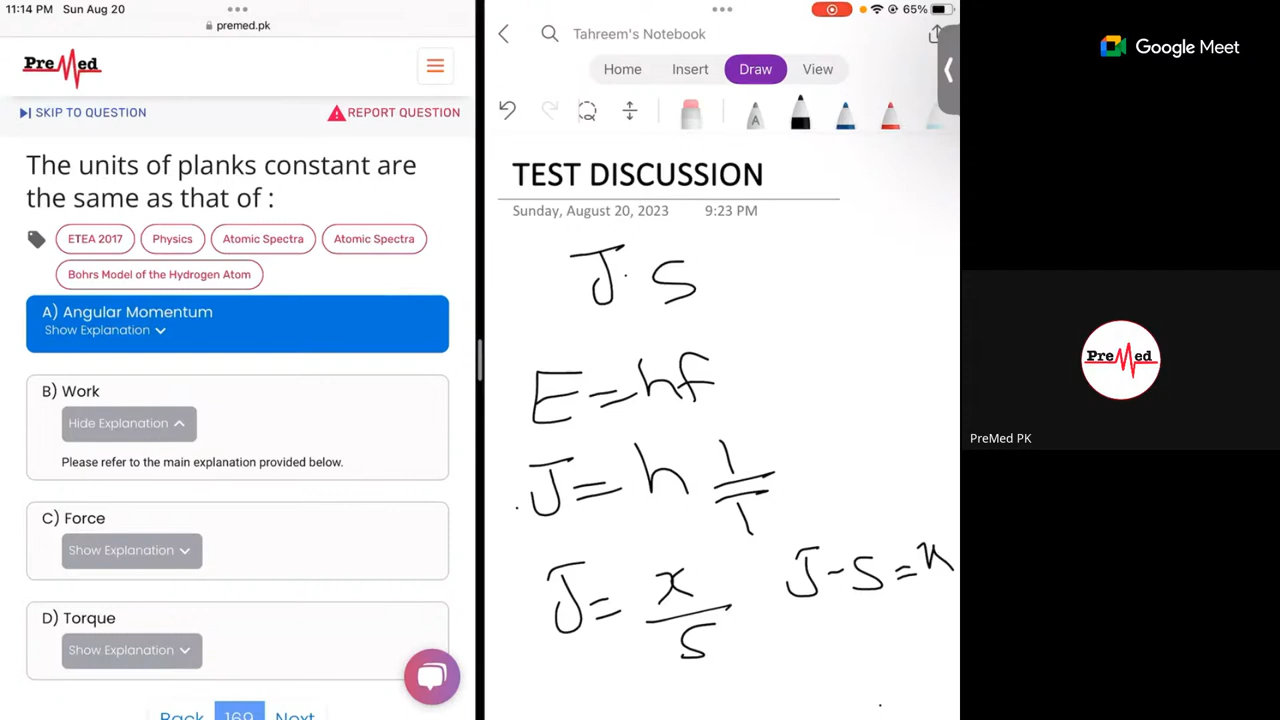 11:14 PM Sun Aug 20
premed.pk
PreMed
SKIP TO QUESTION
REPORT QUESTION
The units of planks constant are
the same as that of :
ETEA 2017
Physics
Atomic Spectra
Atomic Spectra
Bohrs Model of the Hydrogen Atom
A) Angular Momentum
Show Explanation
B) Work
Hide Explanation
Please refer to the main explanation provided below.
C) Force
Show Explanation
D) Torque
Show Explanation
Back 169 Next
65%
Tahreem's Notebook
Home Insert Draw View
A
TEST DISCUSSION
Sunday, August 20, 2023 9:23 PM
J. S
E=hf
J= h 1/T
J= x/S
J-S=x
Google Meet
PreMed
PreMed PK